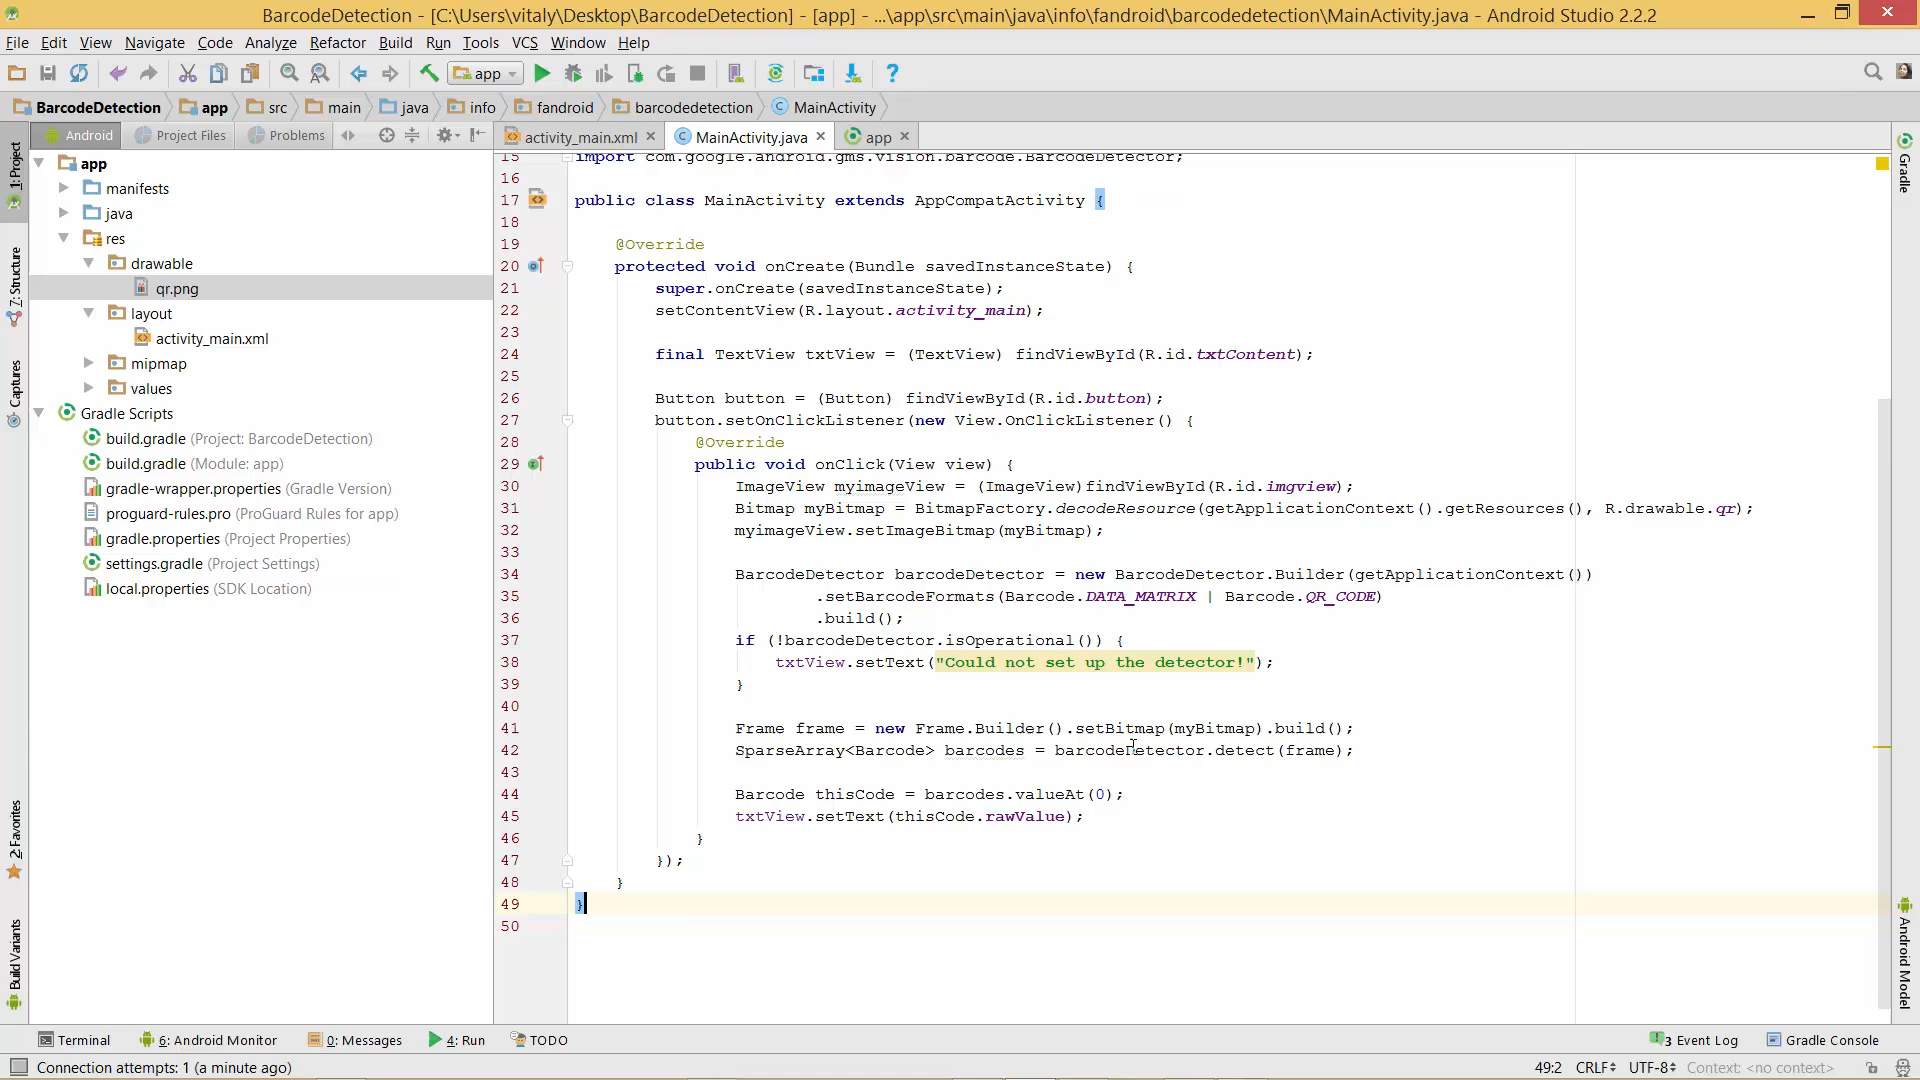 BarcodeDetection - [C:\Users\vitaly\Desktop\BarcodeDetection] - [app] - ...\app\src\main\java\info\fandroid\barcodedetection\MainActivity.java - Android Studio 2.2.2
File Edit View Navigate Code Analyze Refactor Build Run Tools VCS Window Help
app
BarcodeDetection app src main java info fandroid barcodedetection MainActivity
Android Project Files Problems
activity_main.xml MainActivity.java app
1: Project
7: Structure
Captures
2: Favorites
Build Variants
app
manifests
java
res
drawable
qr.png
layout
activity_main.xml
mipmap
values
Gradle Scripts
build.gradle (Project: BarcodeDetection)
build.gradle (Module: app)
gradle-wrapper.properties (Gradle Version)
proguard-rules.pro (ProGuard Rules for app)
gradle.properties (Project Properties)
settings.gradle (Project Settings)
local.properties (SDK Location)
15 import com.google.android.gms.vision.barcode.BarcodeDetector;
16
17 public class MainActivity extends AppCompatActivity {
18
19 @Override
20 protected void onCreate(Bundle savedInstanceState) {
21 super.onCreate(savedInstanceState);
22 setContentView(R.layout.activity_main);
23
24 final TextView txtView = (TextView) findViewById(R.id.txtContent);
25
26 Button button = (Button) findViewById(R.id.button);
27 button.setOnClickListener(new View.OnClickListener() {
28 @Override
29 public void onClick(View view) {
30 ImageView myimageView = (ImageView)findViewById(R.id.imgview);
31 Bitmap myBitmap = BitmapFactory.decodeResource(getApplicationContext().getResources(), R.drawable.qr);
32 myimageView.setImageBitmap(myBitmap);
33
34 BarcodeDetector barcodeDetector = new BarcodeDetector.Builder(getApplicationContext())
35 .setBarcodeFormats(Barcode.DATA_MATRIX | Barcode.QR_CODE)
36 .build();
37 if (!barcodeDetector.isOperational()) {
38 txtView.setText("Could not set up the detector!");
39 }
40
41 Frame frame = new Frame.Builder().setBitmap(myBitmap).build();
42 SparseArray<Barcode> barcodes = barcodeDetector.detect(frame);
43
44 Barcode thisCode = barcodes.valueAt(0);
45 txtView.setText(thisCode.rawValue);
46 }
47 });
48 }
49 }
50
Gradle
Android Model
Terminal 6: Android Monitor 0: Messages 4: Run TODO 3 Event Log Gradle Console
Connection attempts: 1 (a minute ago) 49:2 CRLF UTF-8 Context: <no context>